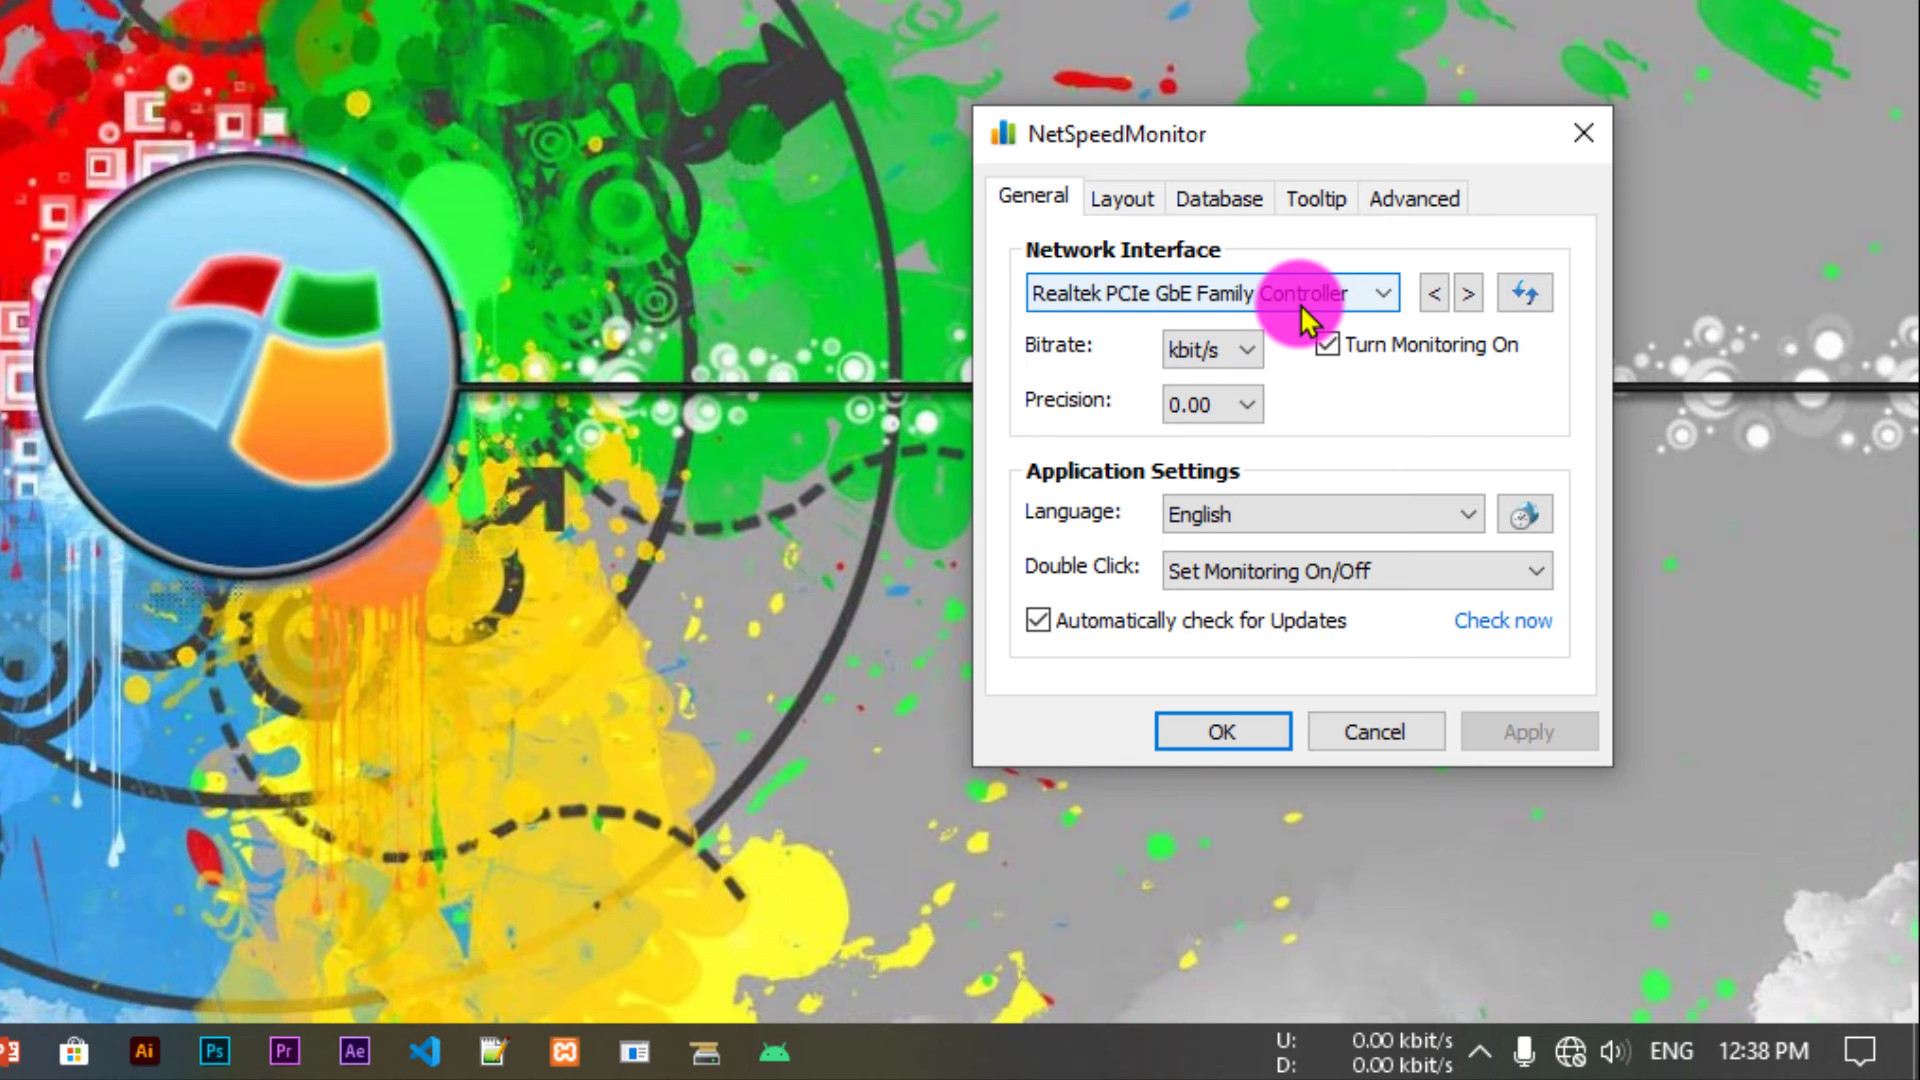 NetSpeedMonitor
General Layout Database Tooltip Advanced
Network Interface
Realtek PCIe GbE Family Controller < >
Bitrate: kbit/s Turn Monitoring On
Precision: 0.00
Application Settings
Language: English
Double Click: Set Monitoring On/Off
Automatically check for Updates Check now
OK Cancel Apply
Ai Ps Pr Ae
U: 0.00 kbit/s
D: 0.00 kbit/s
ENG 12:38 PM